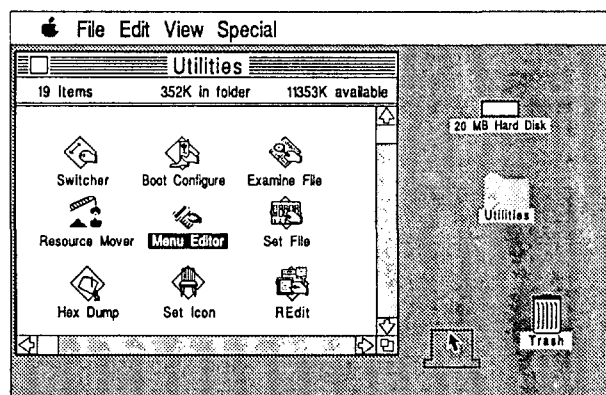 File Edit View Special
Utilities
19 Items 352K in folder 11353K available
Switcher Boot Configure Examine File
Resource Mover Menu Editor Set File
Hex Dump Set Icon REdit
20 MB Hard Disk
Utilities
Trash